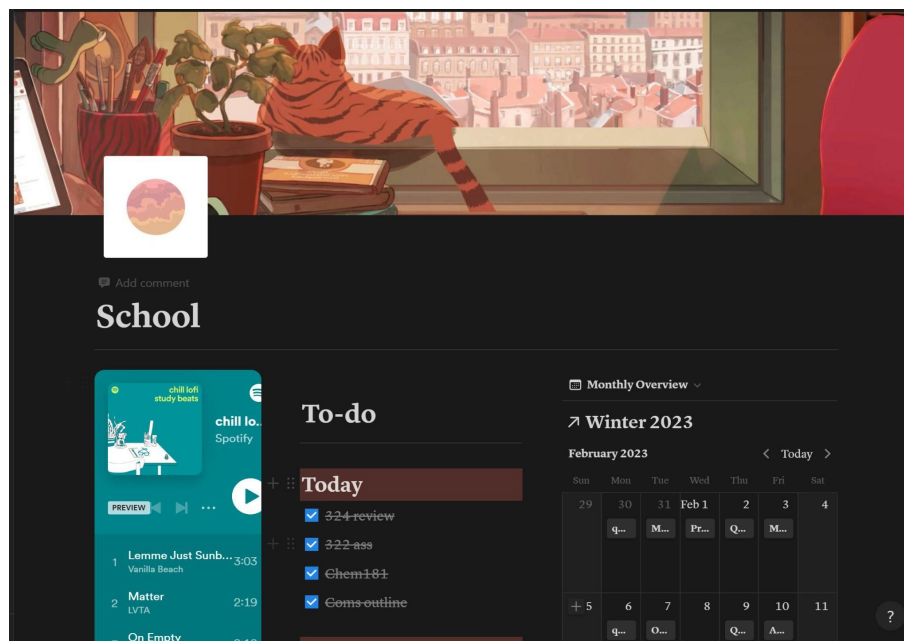 Add comment
School
chill lofi
study beats
chill lo..
Spotify
PREVIEW
1 Lemme Just Sunb... 3:03
Vanilla Beach
2 Matter 2:19
LVTA
On Empty
To-do
Today
324 review
322 ass
Chem181
Coms outline
Monthly Overview
Winter 2023
February 2023
Today
Sun Mon Tue Wed Thu Fri Sat
29 30 31 Feb 1 2 3 4
q... M... Pr... Q... M...
5 6 7 8 9 10 11
q... O... Q... A...
?